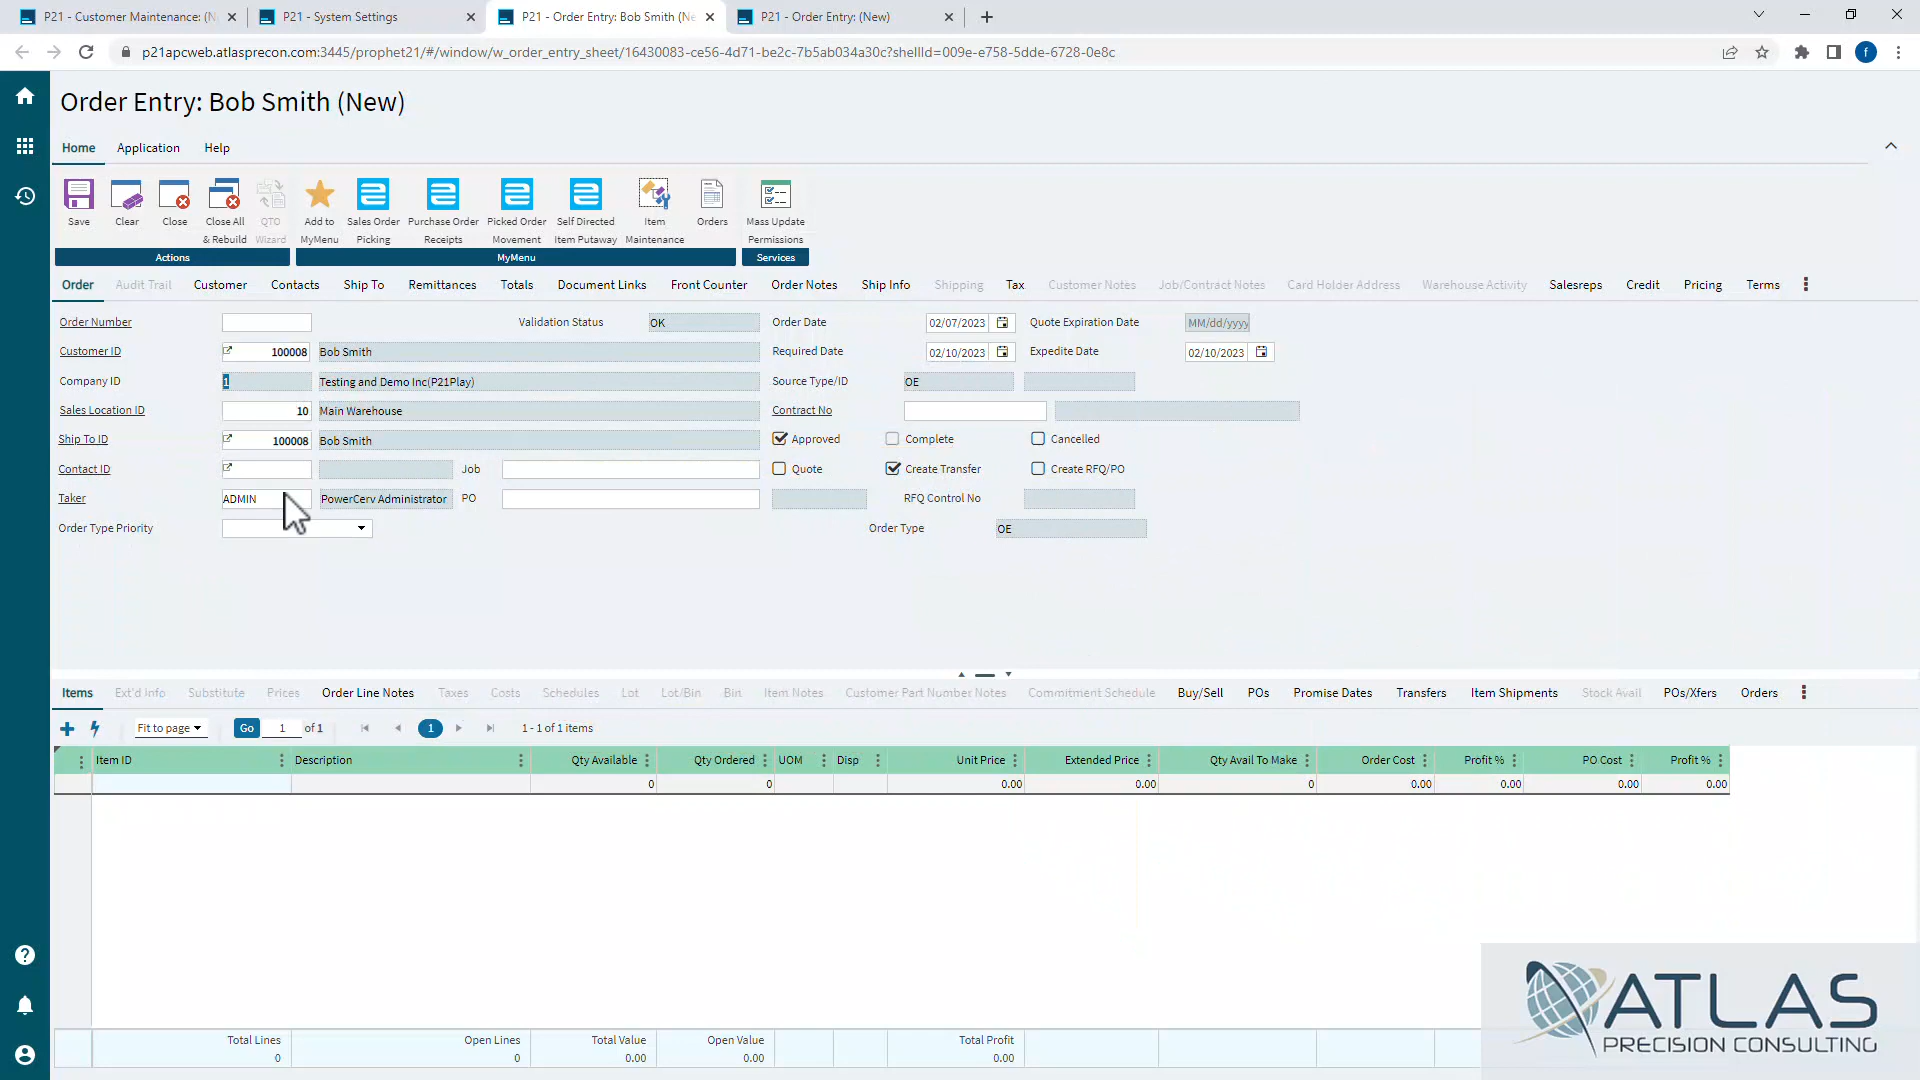 P21 - Customer Maintenance: (N
P21 - System Settings
P21 - Order Entry: Bob Smith (Ne
P21 - Order Entry: (New)
p21apcweb.atlasprecon.com:3445/prophet21/#/window/w_order_entry_sheet/16430083-ce56-4d71-be2c-7b5ab034a30c?shellId=009e-e758-5dde-6728-0e8c
f
Order Entry: Bob Smith (New)
Home Application Help
Save Clear Close Close All & Rebuild QTO Wizard Add to MyMenu Sales Order Picking Purchase Order Receipts Picked Order Movement Self Directed Item Putaway Item Maintenance Orders Mass Update Permissions
Actions MyMenu Services
Order Audit Trail Customer Contacts Ship To Remittances Totals Document Links Front Counter Order Notes Ship Info Shipping Tax Customer Notes Job/Contract Notes Card Holder Address Warehouse Activity Salesreps Credit Pricing Terms
Order Number Validation Status OK Order Date 02/07/2023 Quote Expiration Date MM/dd/yyyy
Customer ID 100008 Bob Smith Required Date 02/10/2023 Expedite Date 02/10/2023
Company ID 1 Testing and Demo Inc(P21Play) Source Type/ID OE
Sales Location ID 10 Main Warehouse Contract No
Ship To ID 100008 Bob Smith Approved Complete Cancelled
Contact ID Job Quote Create Transfer Create RFQ/PO
Taker ADMIN PowerCerv Administrator PO RFQ Control No
Order Type Priority Order Type OE
Items Ext'd Info Substitute Prices Order Line Notes Taxes Costs Schedules Lot Lot/Bin Bin Item Notes Customer Part Number Notes Commitment Schedule Buy/Sell POs Promise Dates Transfers Item Shipments Stock Avail POs/Xfers Orders
Fit to page Go 1 of 1 1 1 - 1 of 1 items
Item ID Description Qty Available Qty Ordered UOM Disp Unit Price Extended Price Qty Avail To Make Order Cost Profit % PO Cost Profit %
0 0 0.00 0.00 0 0.00 0.00 0.00 0.00
Total Lines Open Lines Total Value Open Value Total Profit
0 0 0.00 0.00 0.00
ATLAS
PRECISION CONSULTING